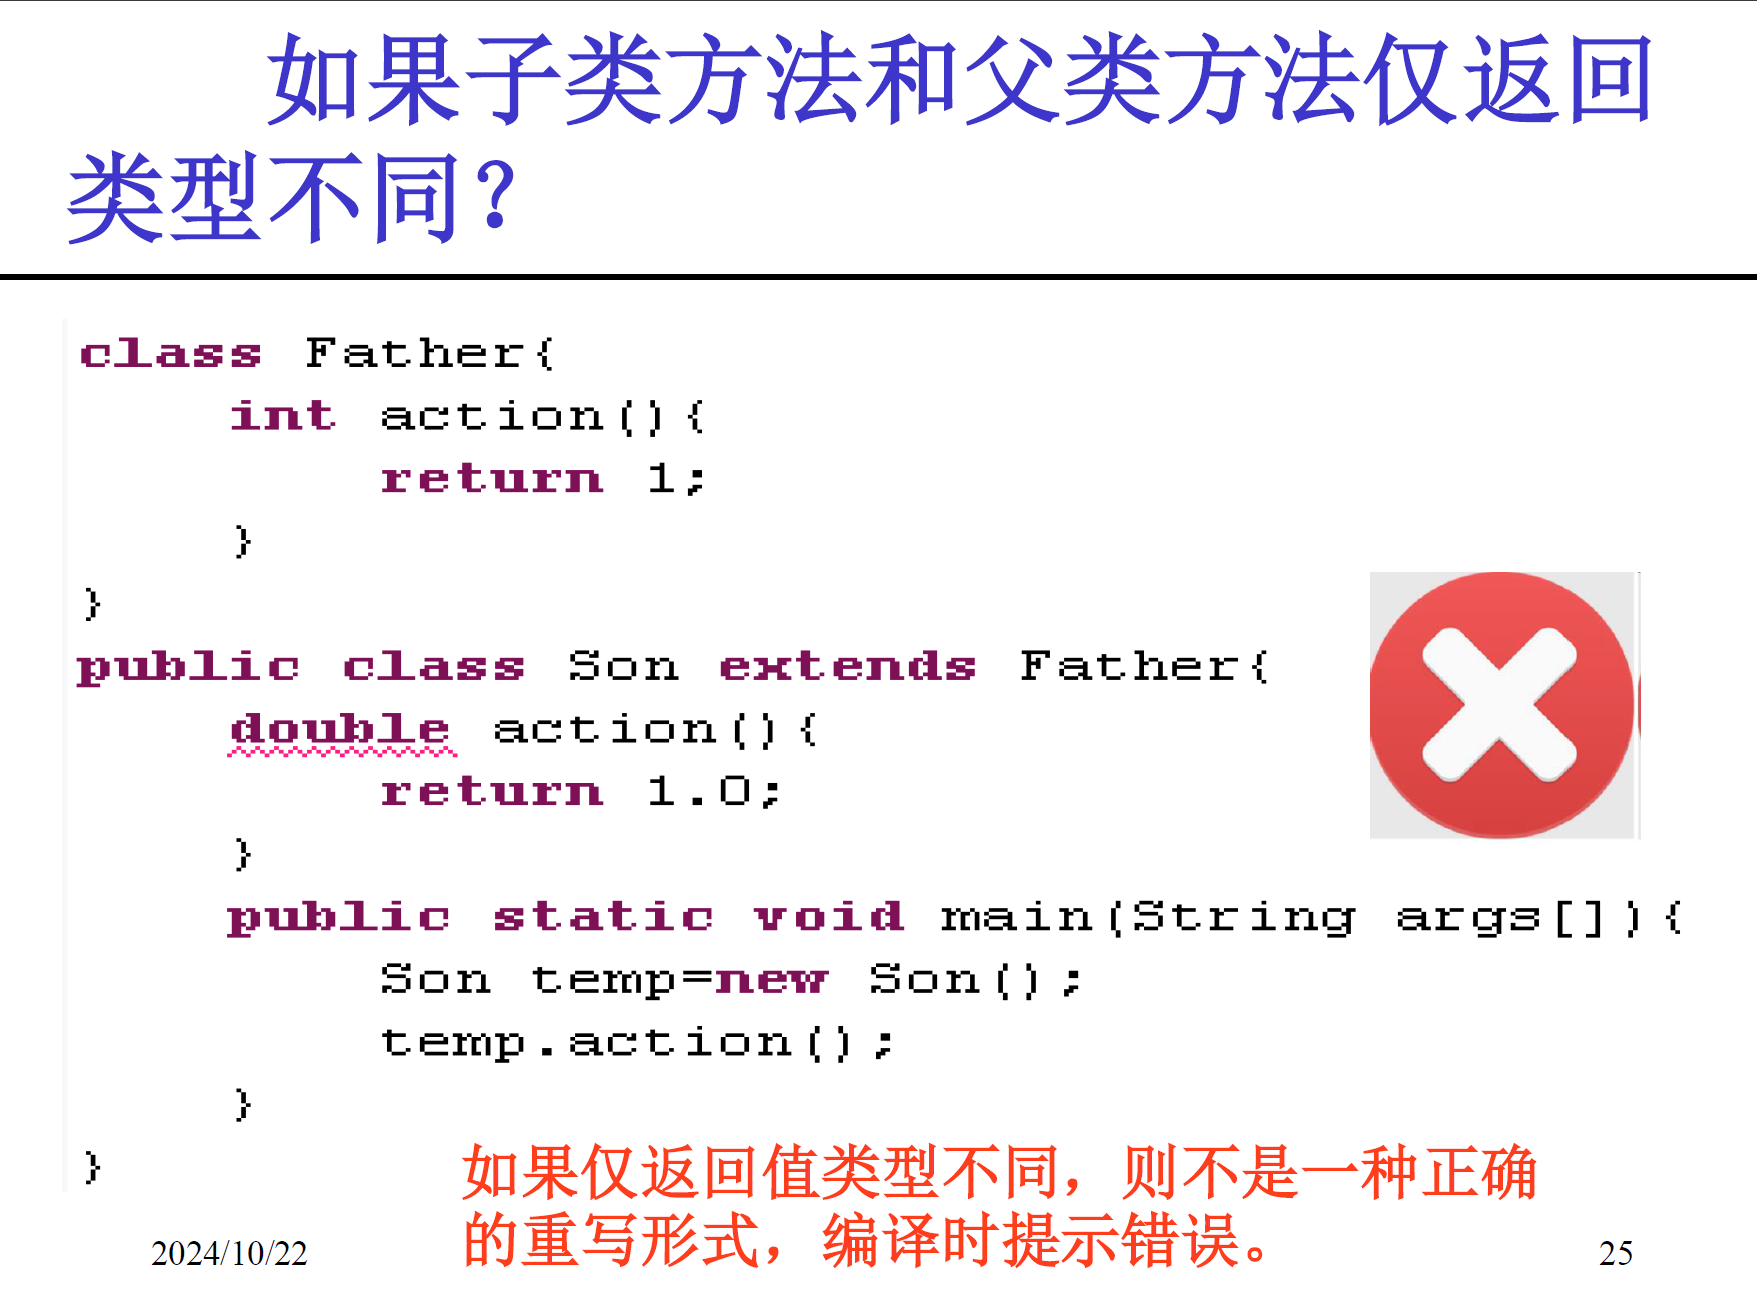 如果子类方法和父类方法仅返回
类型不同？
class Father{
int action(){
return 1;
}
}
public class Son extends Father{
double action(){
return 1.0;
}
public static void main(String args[]){
Son temp=new Son();
temp.action();
}
}
如果仅返回值类型不同，则不是一种正确
的重写形式，编译时提示错误。
2024/10/22
25